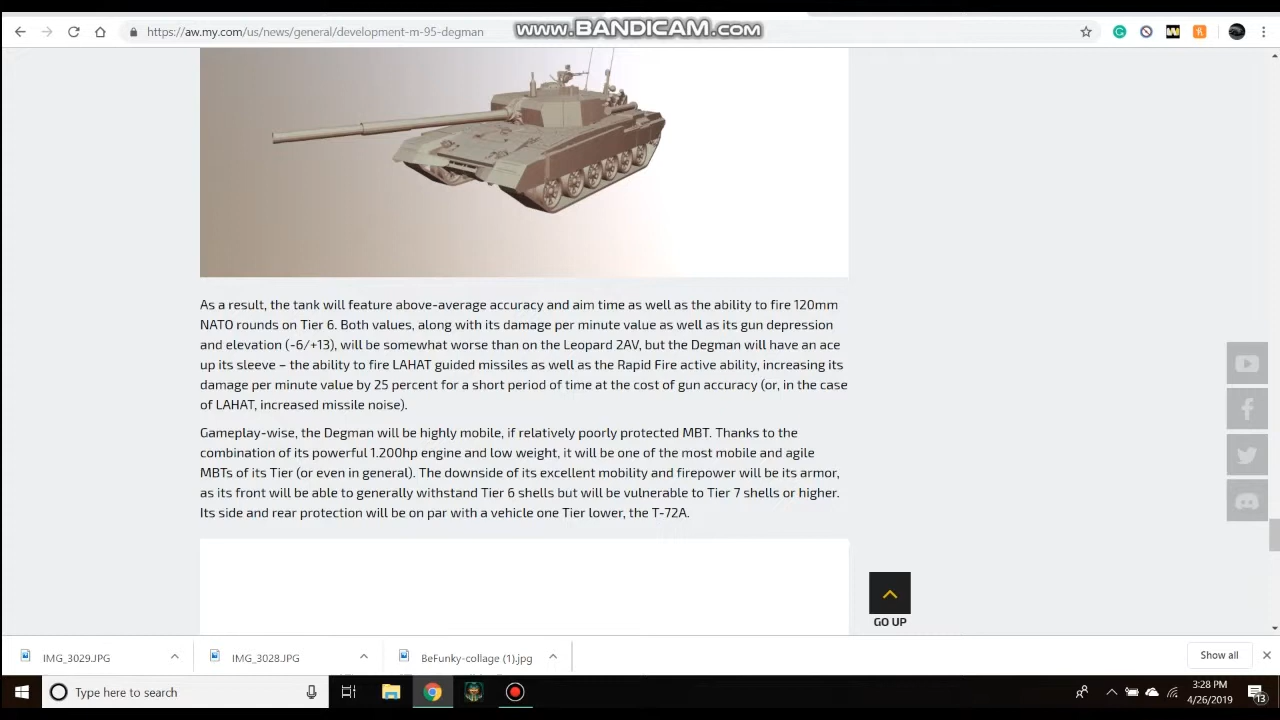 https://aw.my.com/us/news/general/development-m-95-degman
www.BANDICAM.com
As a result, the tank will feature above-average accuracy and aim time as well as the ability to fire 120mm
NATO rounds on Tier 6. Both values, along with its damage per minute value as well as its gun depression
and elevation (-6/+13), will be somewhat worse than on the Leopard 2AV, but the Degman will have an ace
up its sleeve – the ability to fire LAHAT guided missiles as well as the Rapid Fire active ability, increasing its
damage per minute value by 25 percent for a short period of time at the cost of gun accuracy (or, in the case
of LAHAT, increased missile noise).
Gameplay-wise, the Degman will be highly mobile, if relatively poorly protected MBT. Thanks to the
combination of its powerful 1.200hp engine and low weight, it will be one of the most mobile and agile
MBTs of its Tier (or even in general). The downside of its excellent mobility and firepower will be its armor,
as its front will be able to generally withstand Tier 6 shells but will be vulnerable to Tier 7 shells or higher.
Its side and rear protection will be on par with a vehicle one Tier lower, the T-72A.
GO UP
IMG_3029.JPG
IMG_3028.JPG
BeFunky-collage (1).jpg
Show all
Type here to search
3:28 PM
4/26/2019
13